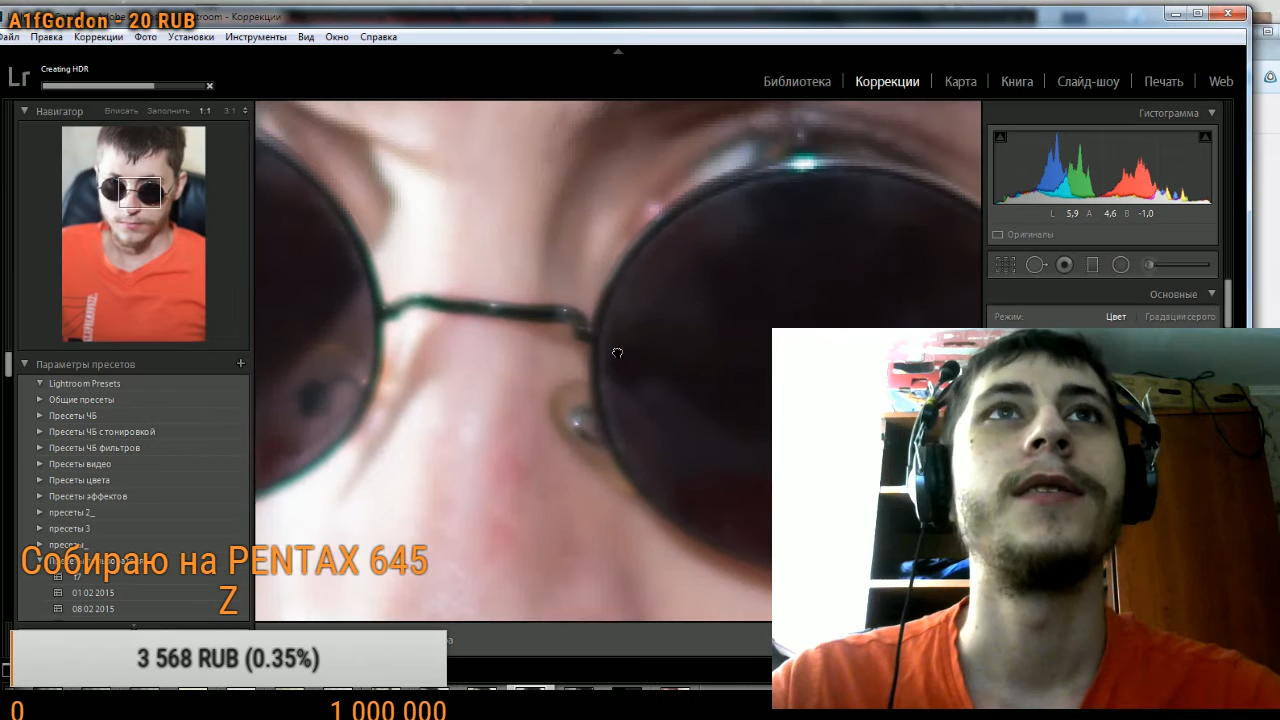 A1fGordon - 20 RUB
room - Коррекции
Файл Правка Коррекции Фото Установки Инструменты Вид Окно Справка
Lr
Creating HDR
Библиотека Коррекции Карта Книга Слайд-шоу Печать Web
Навигатор Вписать Заполнить 1:1 3:1
Гистограмма
L 5,9 A 4,6 B -1,0
Оригиналы
Основные
Режим: Цвет Градации серого
Параметры пресетов +
Lightroom Presets
Общие пресеты
Пресеты ЧБ
Пресеты ЧБ с тонировкой
Пресеты ЧБ фильтров
Пресеты видео
Пресеты цвета
Пресеты эффектов
пресеты 2_
пресеты 3
пресеты_
Собираю на PENTAX 645
Z
17
01 02 2015
08 02 2015
3 568 RUB (0.35%)
0 1 000 000